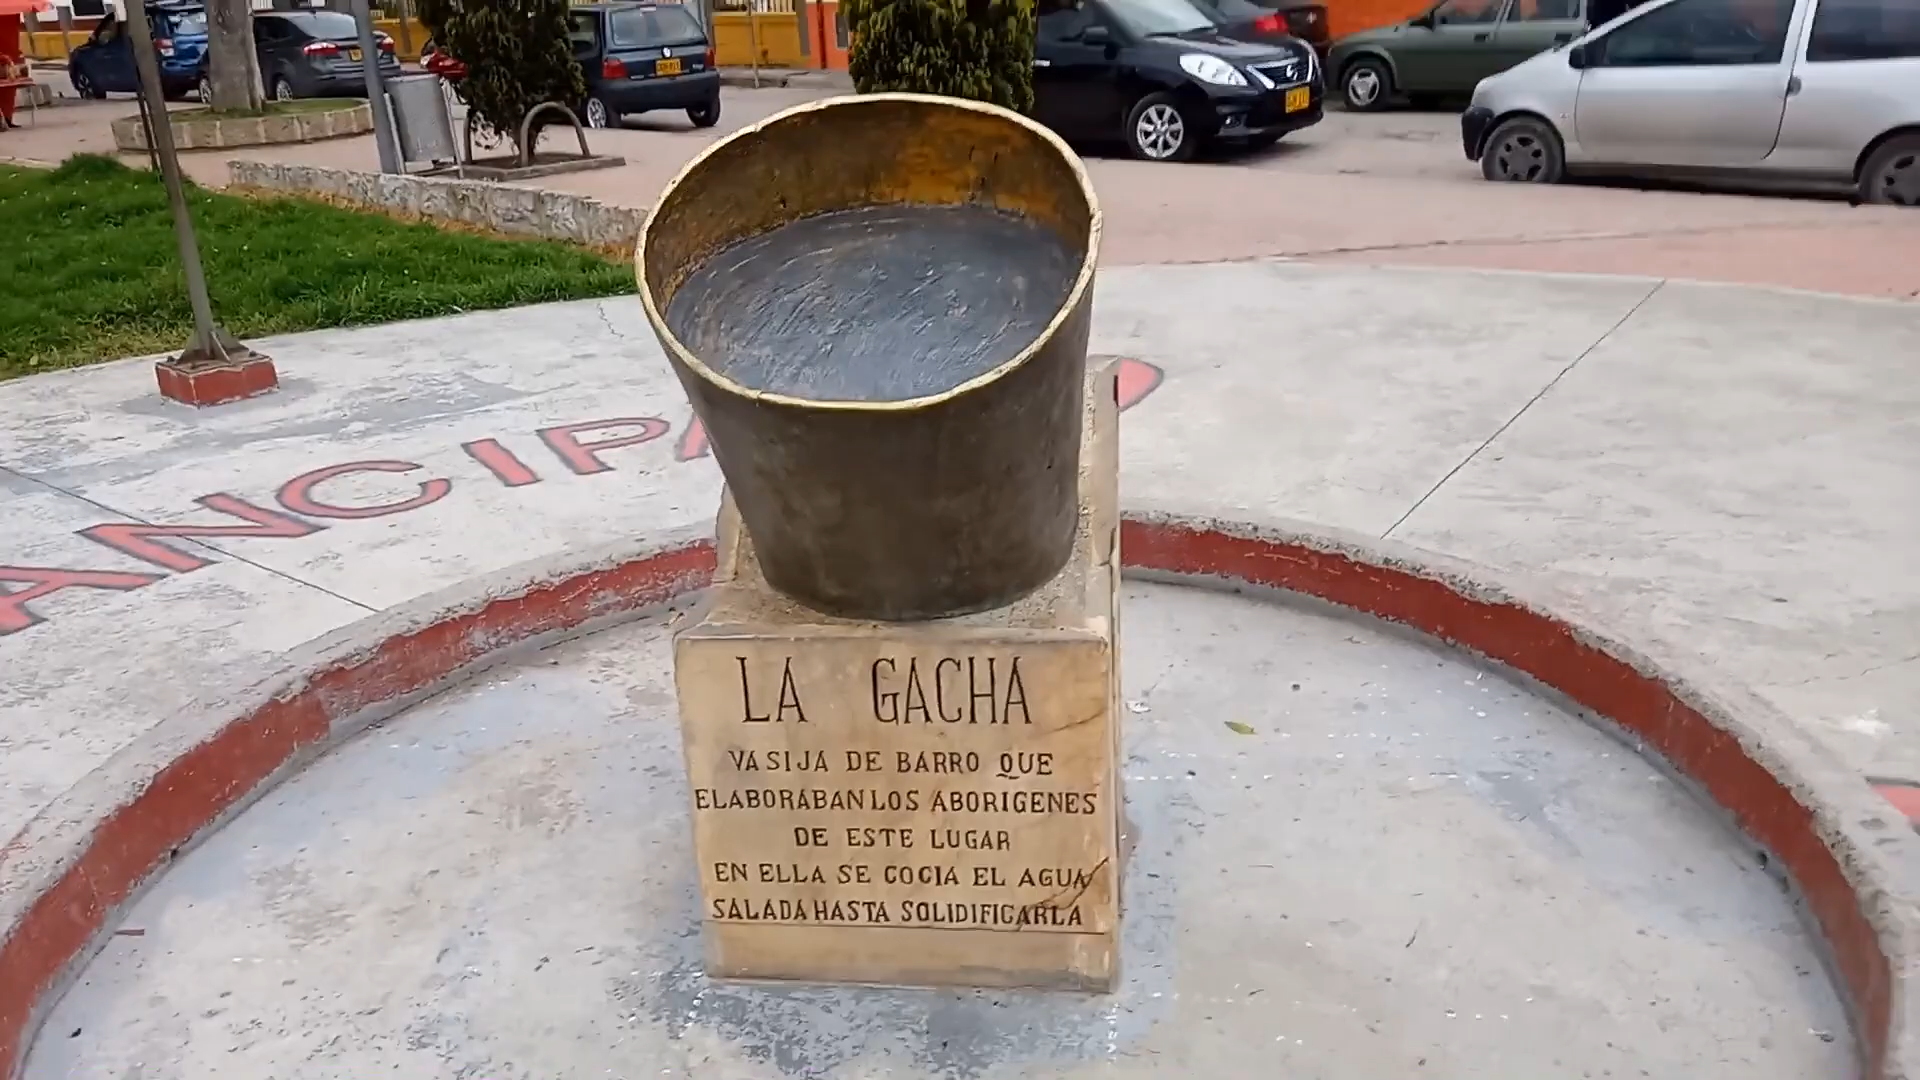 ANCIPA
LA GACHA
VASIJA DE BARRO QUE
ELABORABAN LOS ABORIGENES
DE ESTE LUGAR
EN ELLA SE COCIA EL AGUA
SALADA HASTA SOLIDIFICARLA